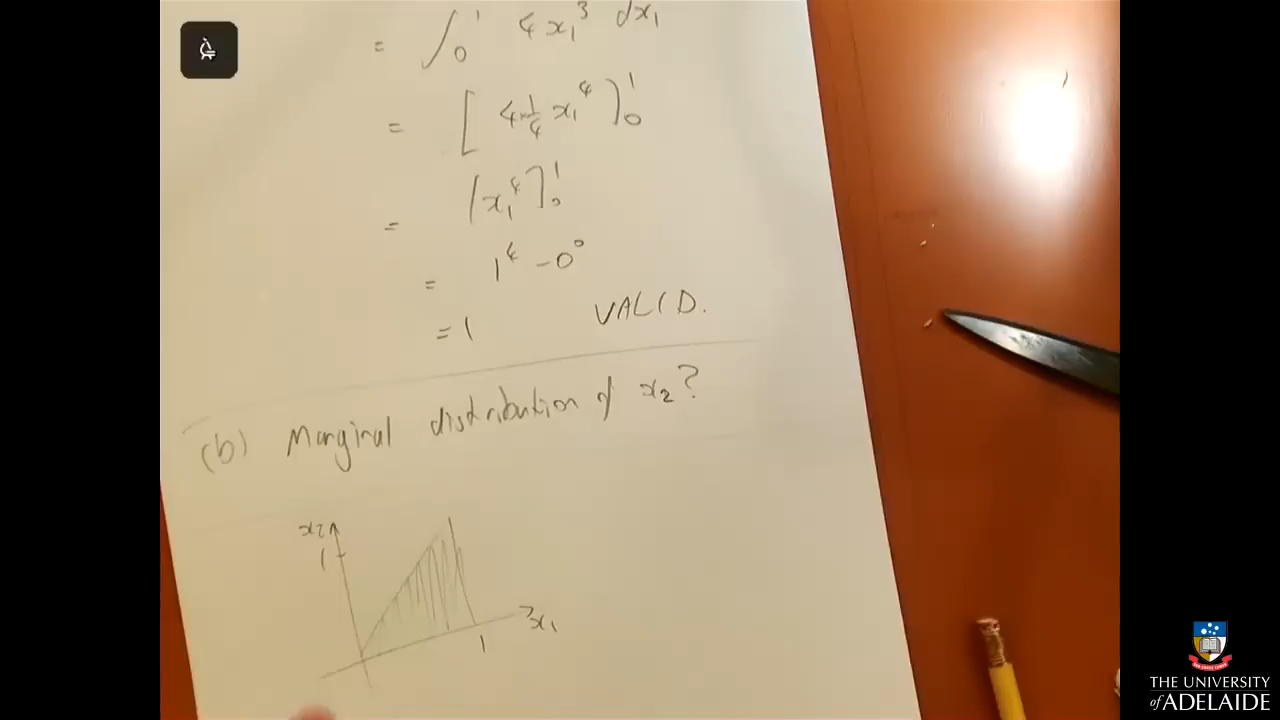 = ∫₀¹ 4x₁³ dx₁
= [4·¼ x₁⁴]₀¹
= [x₁⁴]₀¹
= 1⁴ - 0⁰
= 1 VALID.
(b) Marginal distribution of x₂?
x₂
1
x₁
1
THE UNIVERSITY
of ADELAIDE